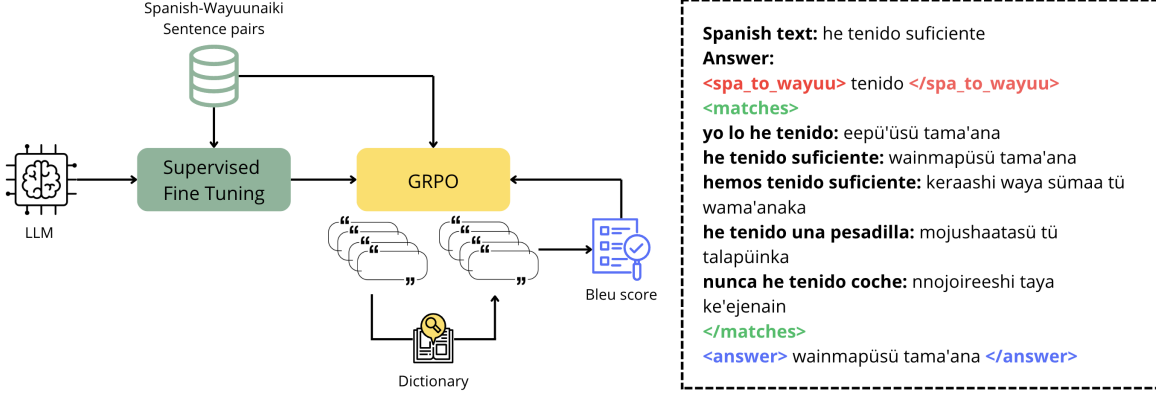 Spanish-Wayuunaiki
Sentence pairs
LLM
Supervised
Fine Tuning
GRPO
“
“
“
“
”
“
“
“
“
”
Bleu score
Dictionary
Spanish text: he tenido suficiente
Answer:
<spa_to_wayuu> tenido </spa_to_wayuu>
<matches>
yo lo he tenido: eepü'üsü tama'ana
he tenido suficiente: wainmapüsü tama'ana
hemos tenido suficiente: keraashi waya sümaa tü
wama'anaka
he tenido una pesadilla: mojushaatasü tü
talapüinka
nunca he tenido coche: nnojoireeshi taya
ke'ejenain
</matches>
<answer> wainmapüsü tama'ana </answer>